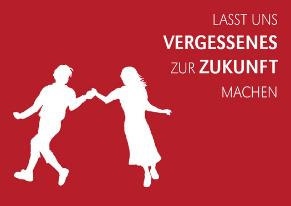 LASST UNS
VERGESSENES
ZUR ZUKUNFT
MACHEN